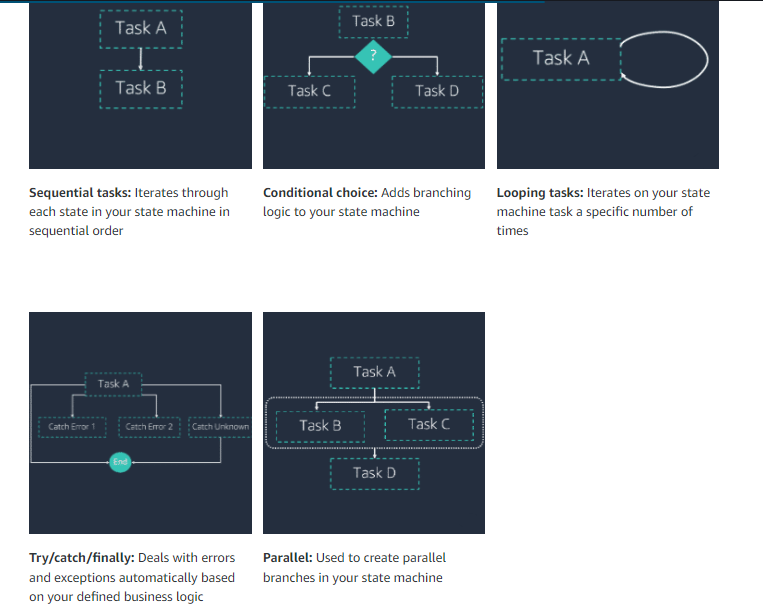 Task A
Task B
Sequential tasks: Iterates through
each state in your state machine in
sequential order
Task B
?
Task C Task D
Conditional choice: Adds branching
logic to your state machine
Task A
Looping tasks: Iterates on your state
machine task a specific number of
times
Task A
Catch Error 1 Catch Error 2 Catch Unknown
End
Try/catch/finally: Deals with errors
and exceptions automatically based
on your defined business logic
Task A
Task B Task C
Task D
Parallel: Used to create parallel
branches in your state machine